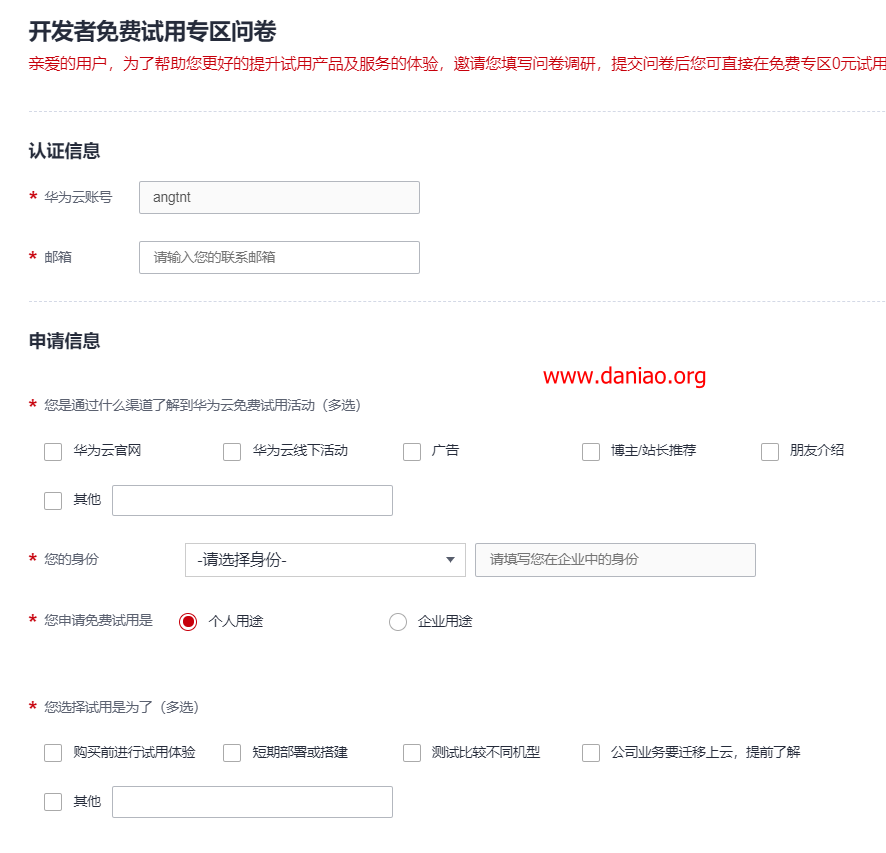 开发者免费试用专区问卷
亲爱的用户，为了帮助您更好的提升试用产品及服务的体验，邀请您填写问卷调研，提交问卷后您可直接在免费专区0元试用
认证信息
* 华为云账号 angtnt
* 邮箱 请输入您的联系邮箱
申请信息
www.daniao.org
* 您是通过什么渠道了解到华为云免费试用活动（多选）
华为云官网 华为云线下活动 广告 博主/站长推荐 朋友介绍
其他
* 您的身份 -请选择身份- 请填写您在企业中的身份
* 您申请免费试用是 个人用途 企业用途
* 您选择试用是为了（多选）
购买前进行试用体验 短期部署或搭建 测试比较不同机型 公司业务要迁移上云，提前了解
其他